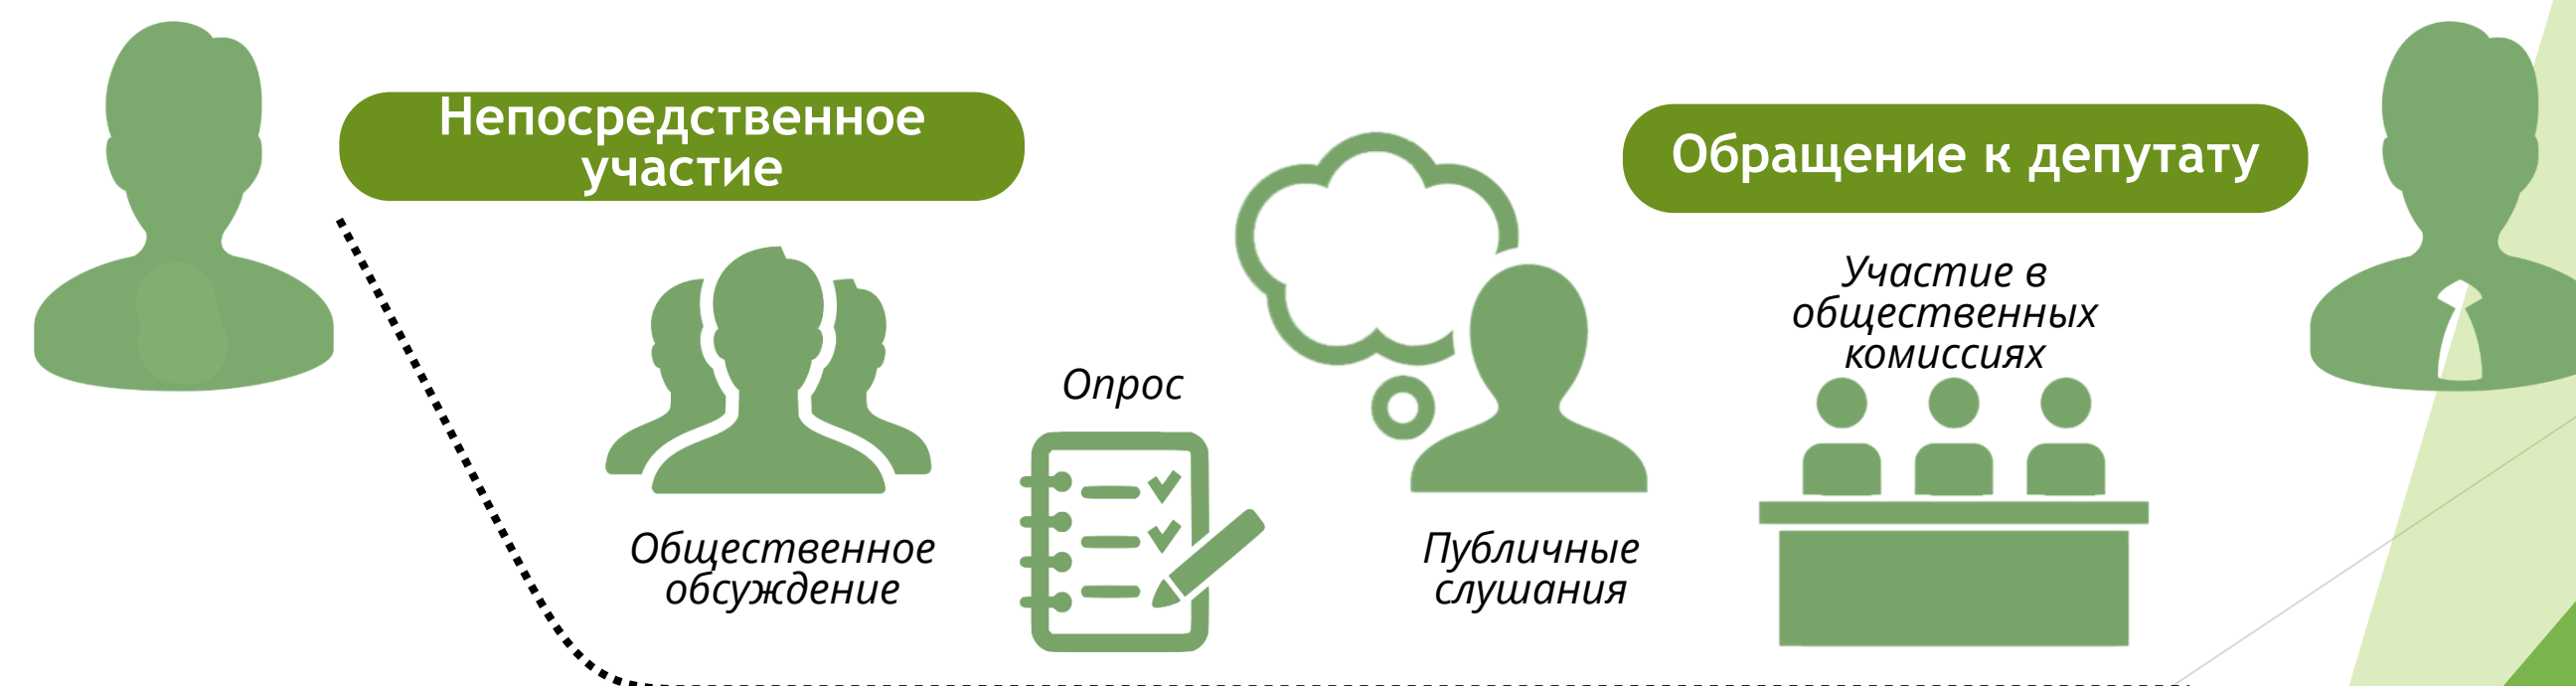 Непосредственное
участие
Обращение к депутату
Участие в
общественных
комиссиях
Опрос
Общественное
обсуждение
Публичные
слушания